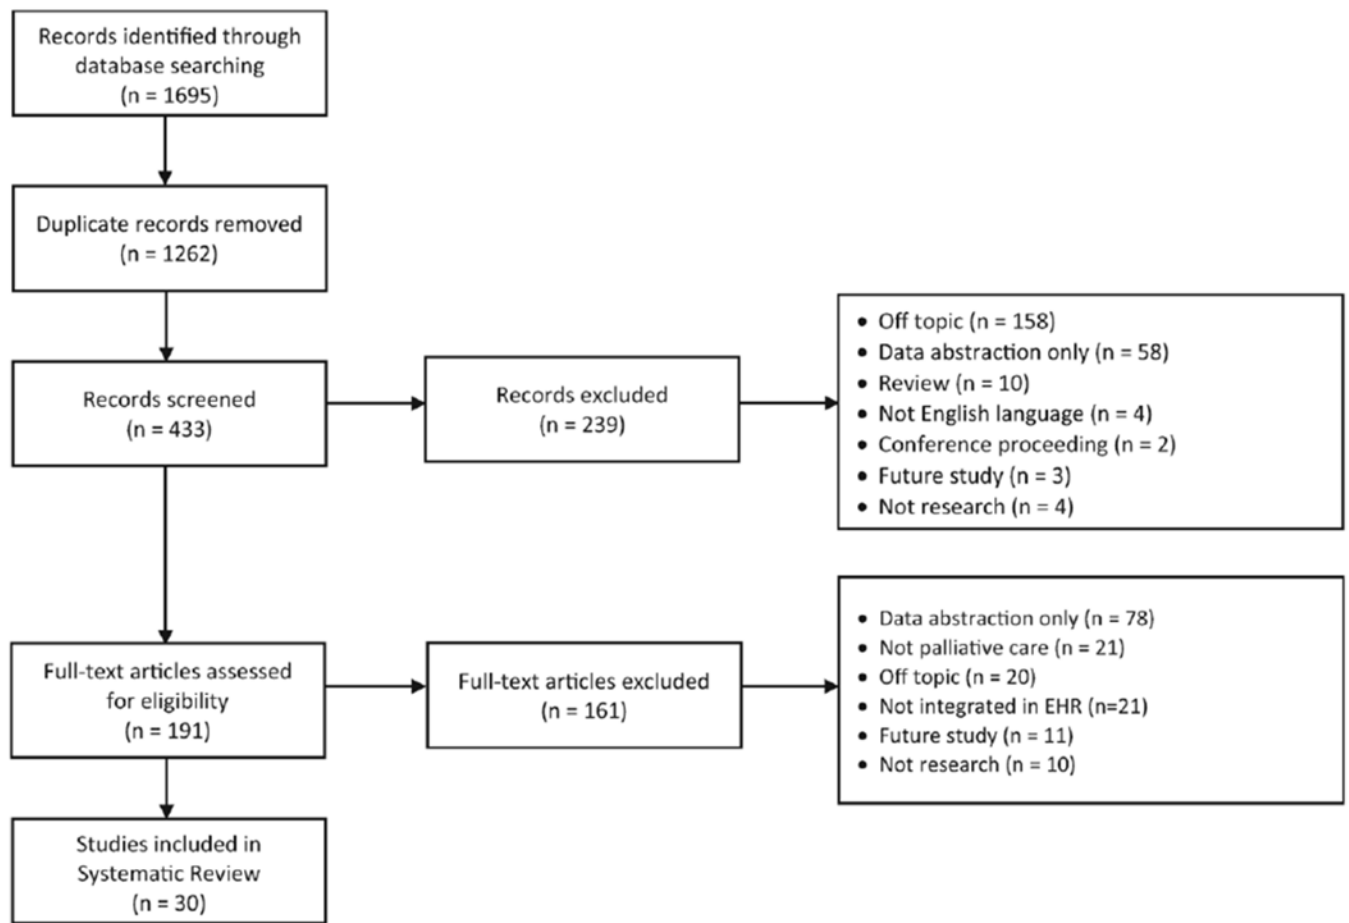 Records identified through
database searching
(n = 1695)
Duplicate records removed
(n = 1262)
Records screened
(n = 433)
Records excluded
(n = 239)
• Off topic (n = 158)
• Data abstraction only (n = 58)
• Review (n = 10)
• Not English language (n = 4)
• Conference proceeding (n = 2)
• Future study (n = 3)
• Not research (n = 4)
Full-text articles assessed
for eligibility
(n = 191)
Full-text articles excluded
(n = 161)
• Data abstraction only (n = 78)
• Not palliative care (n = 21)
• Off topic (n = 20)
• Not integrated in EHR (n=21)
• Future study (n = 11)
• Not research (n = 10)
Studies included in
Systematic Review
(n = 30)